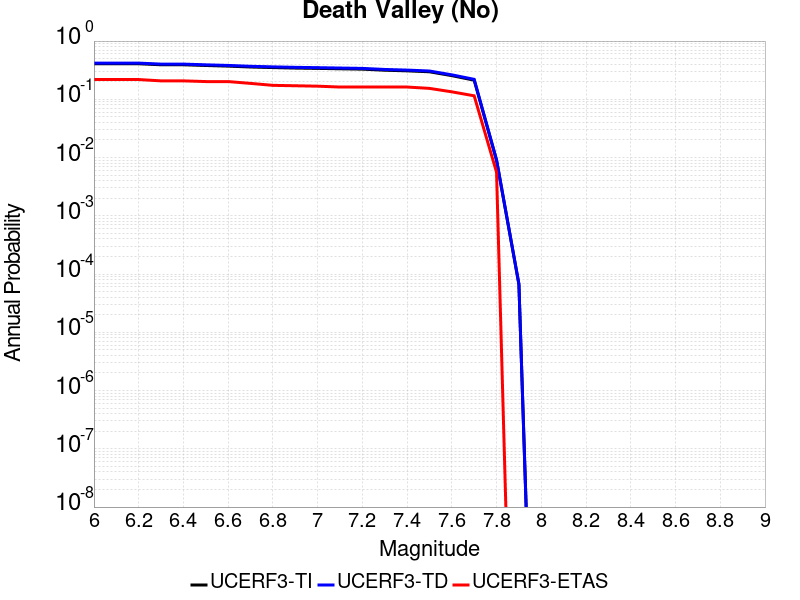 Death Valley (No)
10^0
10^-1
10^-2
10^-3
10^-4
10^-5
10^-6
10^-7
10^-8
Annual Probability
6 6.2 6.4 6.6 6.8 7 7.2 7.4 7.6 7.8 8 8.2 8.4 8.6 8.8 9
Magnitude
UCERF3-TI UCERF3-TD UCERF3-ETAS